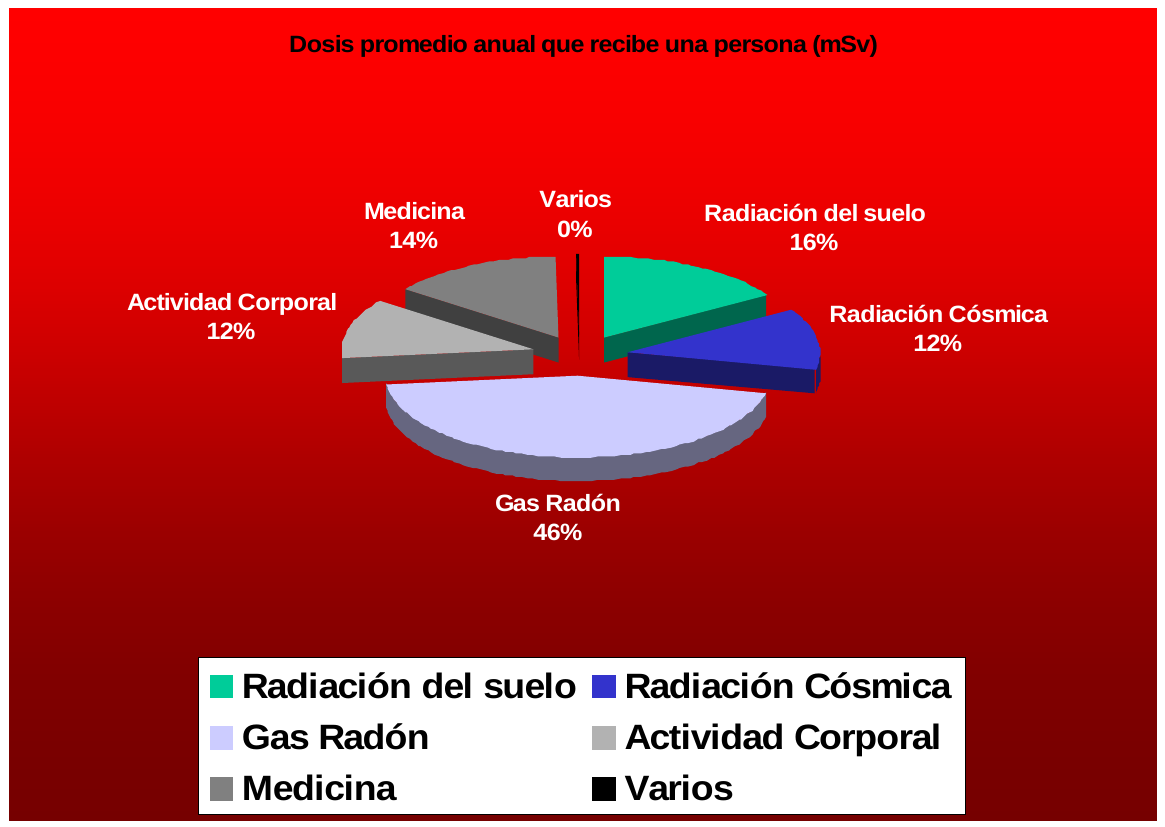 Dosis promedio anual que recibe una persona (mSv)
Varios
0%
Medicina
14%
Radiación del suelo
16%
Actividad Corporal
12%
Radiación Cósmica
12%
Gas Radón
46%
Radiación del suelo
Radiación Cósmica
Gas Radón
Actividad Corporal
Medicina
Varios